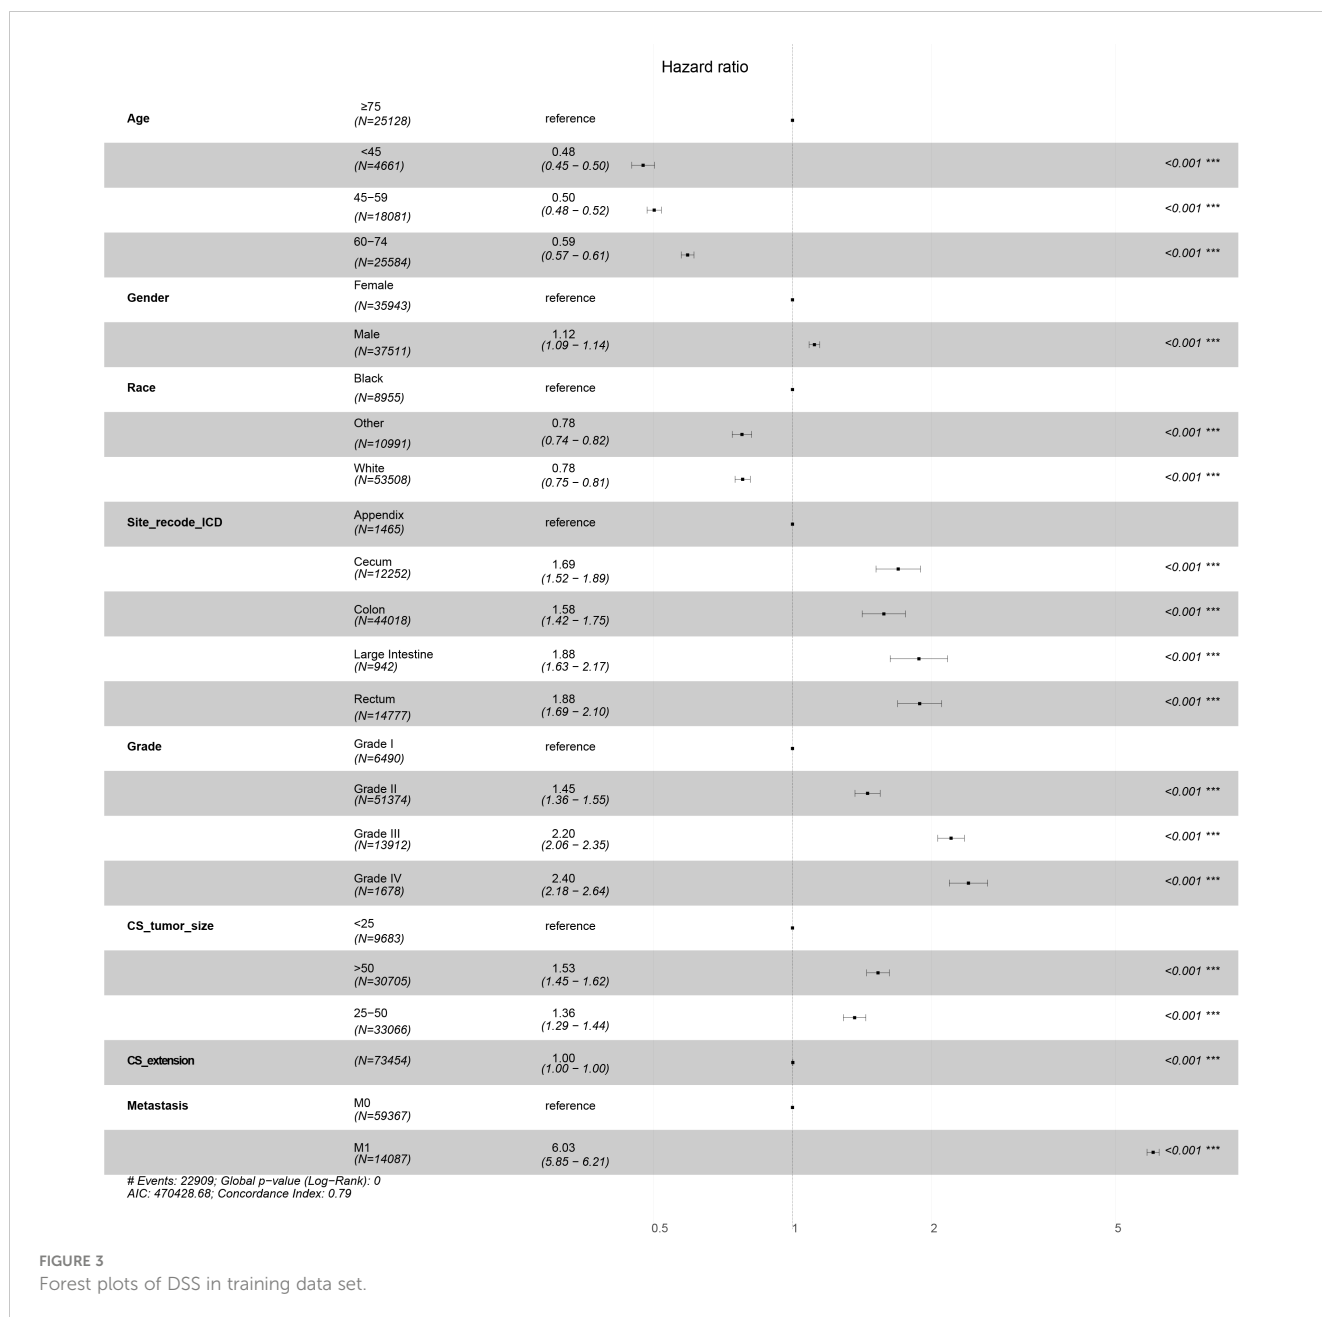 Hazard ratio
≥75
Age (N=25128) reference
<45 0.48
(N=4661) (0.45 − 0.50) <0.001 ***
45−59 0.50
(N=18081) (0.48 − 0.52) <0.001 ***
60−74 0.59
(N=25584) (0.57 − 0.61) <0.001 ***
Female
Gender reference
(N=35943)
Male 1.12
(N=37511) (1.09 − 1.14) <0.001 ***
Black
Race reference
(N=8955)
Other 0.78
(N=10991) (0.74 − 0.82) <0.001 ***
White 0.78
(N=53508) (0.75 − 0.81) <0.001 ***
Appendix
Site_recode_ICD (N=1465) reference
Cecum 1.69
(N=12252) (1.52 − 1.89) <0.001 ***
Colon 1.58
(N=44018) (1.42 − 1.75) <0.001 ***
Large Intestine 1.88
(N=942) (1.63 − 2.17) <0.001 ***
Rectum 1.88
(N=14777) (1.69 − 2.10) <0.001 ***
Grade Grade I reference
(N=6490)
Grade II 1.45
(N=51374) (1.36 − 1.55) <0.001 ***
Grade III 2.20
(N=13912) (2.06 − 2.35) <0.001 ***
Grade IV 2.40
(N=1678) (2.18 − 2.64) <0.001 ***
CS_tumor_size <25 reference
(N=9683)
>50 1.53
(N=30705) (1.45 − 1.62) <0.001 ***
25−50 1.36
(N=33066) (1.29 − 1.44) <0.001 ***
CS_extension (N=73454) 1.00 <0.001 ***
(1.00 − 1.00)
Metastasis M0 reference
(N=59367)
M1 6.03
(N=14087) (5.85 − 6.21) <0.001 ***
# Events: 22909; Global p−value (Log−Rank): 0
AIC: 470428.68; Concordance Index: 0.79
0.5 1 2 5
FIGURE 3
Forest plots of DSS in training data set.